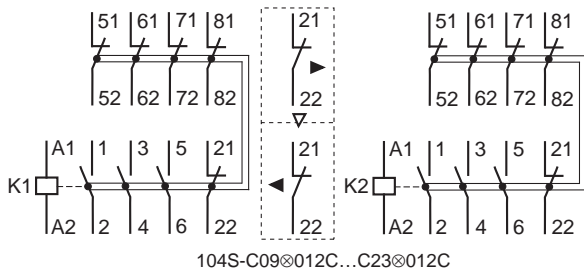 51 61 71 81 21 51 61 71 81
52 62 72 82 22 52 62 72 82
A1 1 3 5 21 21 A1 1 3 5 21
K1 K2
A2 2 4 6 22 22 A2 2 4 6 22
104S-C09⊗012C...C23⊗012C